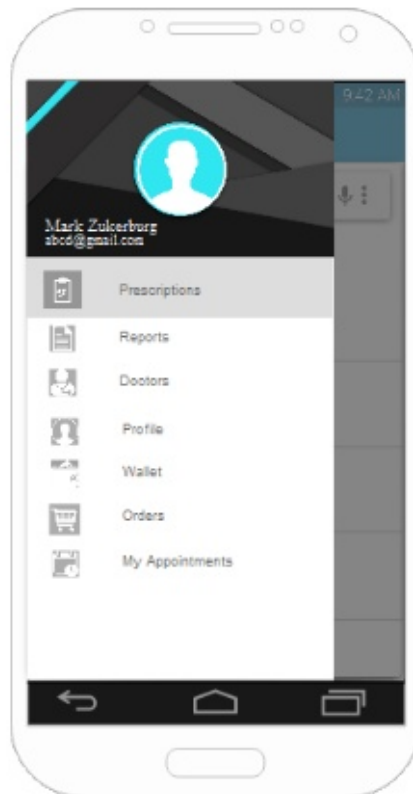 9:42 AM
Mark Zukerburg
abcd@gmail.com
Prescriptions
Reports
Doctors
Profile
Wallet
Orders
My Appointments